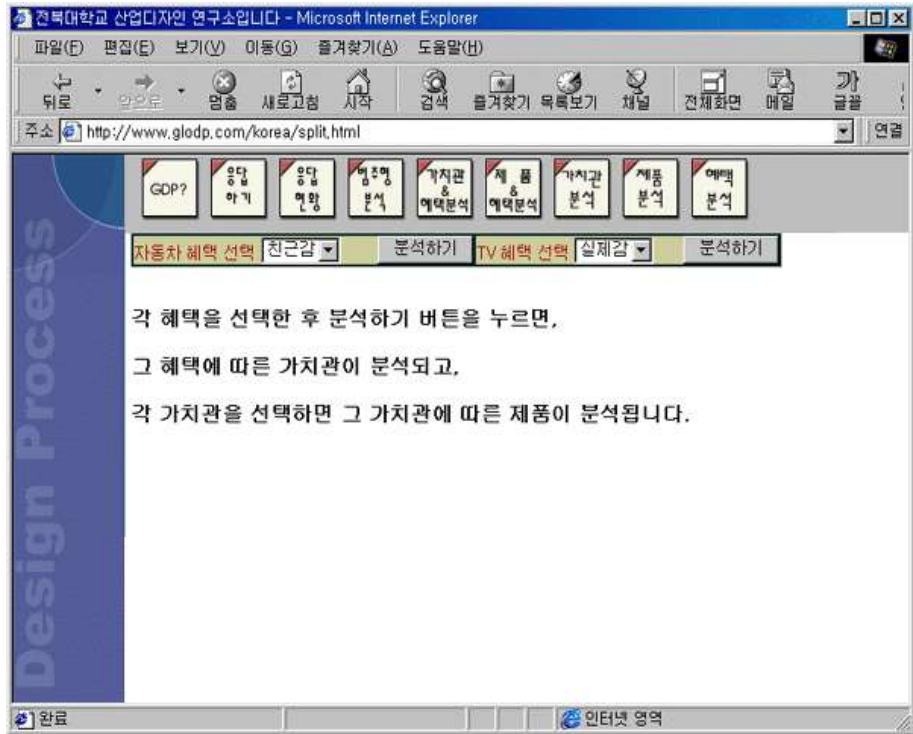 전북대학교 산업디자인 연구소입니다 - Microsoft Internet Explorer
파일(F) 편집(E) 보기(V) 이동(G) 즐겨찾기(A) 도움말(H)
뒤로 앞으로 멈춤 새로고침 시작 검색 즐겨찾기 목록보기 채널 전체화면 메일 글꼴
주소 http://www.glodp.com/korea/split.html 연결
GDP? 응답 하기 응답 현황 범주형 분석 가치관 & 혜택분석 제 품 & 혜택분석 가치관 분석 제품 분석 혜택 분석
자동차 혜택 선택 친근감 분석하기 TV 혜택 선택 실제감 분석하기
각 혜택을 선택한 후 분석하기 버튼을 누르면,
그 혜택에 따른 가치관이 분석되고,
각 가치관을 선택하면 그 가치관에 따른 제품이 분석됩니다.
Design Process
완료 인터넷 영역